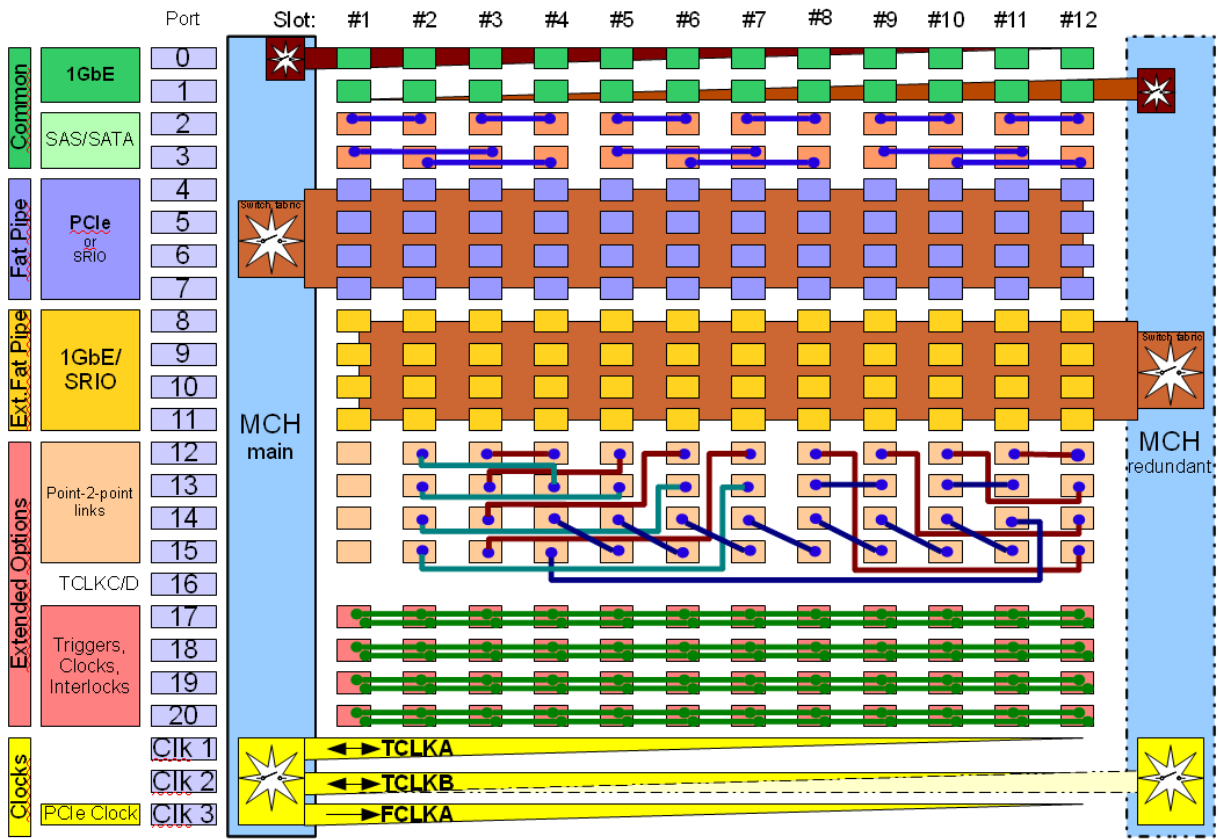 Port Slot: #1 #2 #3 #4 #5 #6 #7 #8 #9 #10 #11 #12
Common
1GbE
0
1
SAS/SATA
2
3
Fat Pipe
PCIe
or
SRIO
4
5
6
7
Switch fabric
Ext.Fat Pipe
1GbE/
SRIO
8
9
10
11
Switch fabric
MCH
main
MCH
redundant
Extended Options
Point-2-point
links
12
13
14
15
TCLKC/D
16
Triggers,
Clocks,
Interlocks
17
18
19
20
Clocks
Clk 1
TCLKA
Clk 2
TCLKB
PCIe Clock
Clk 3
FCLKA